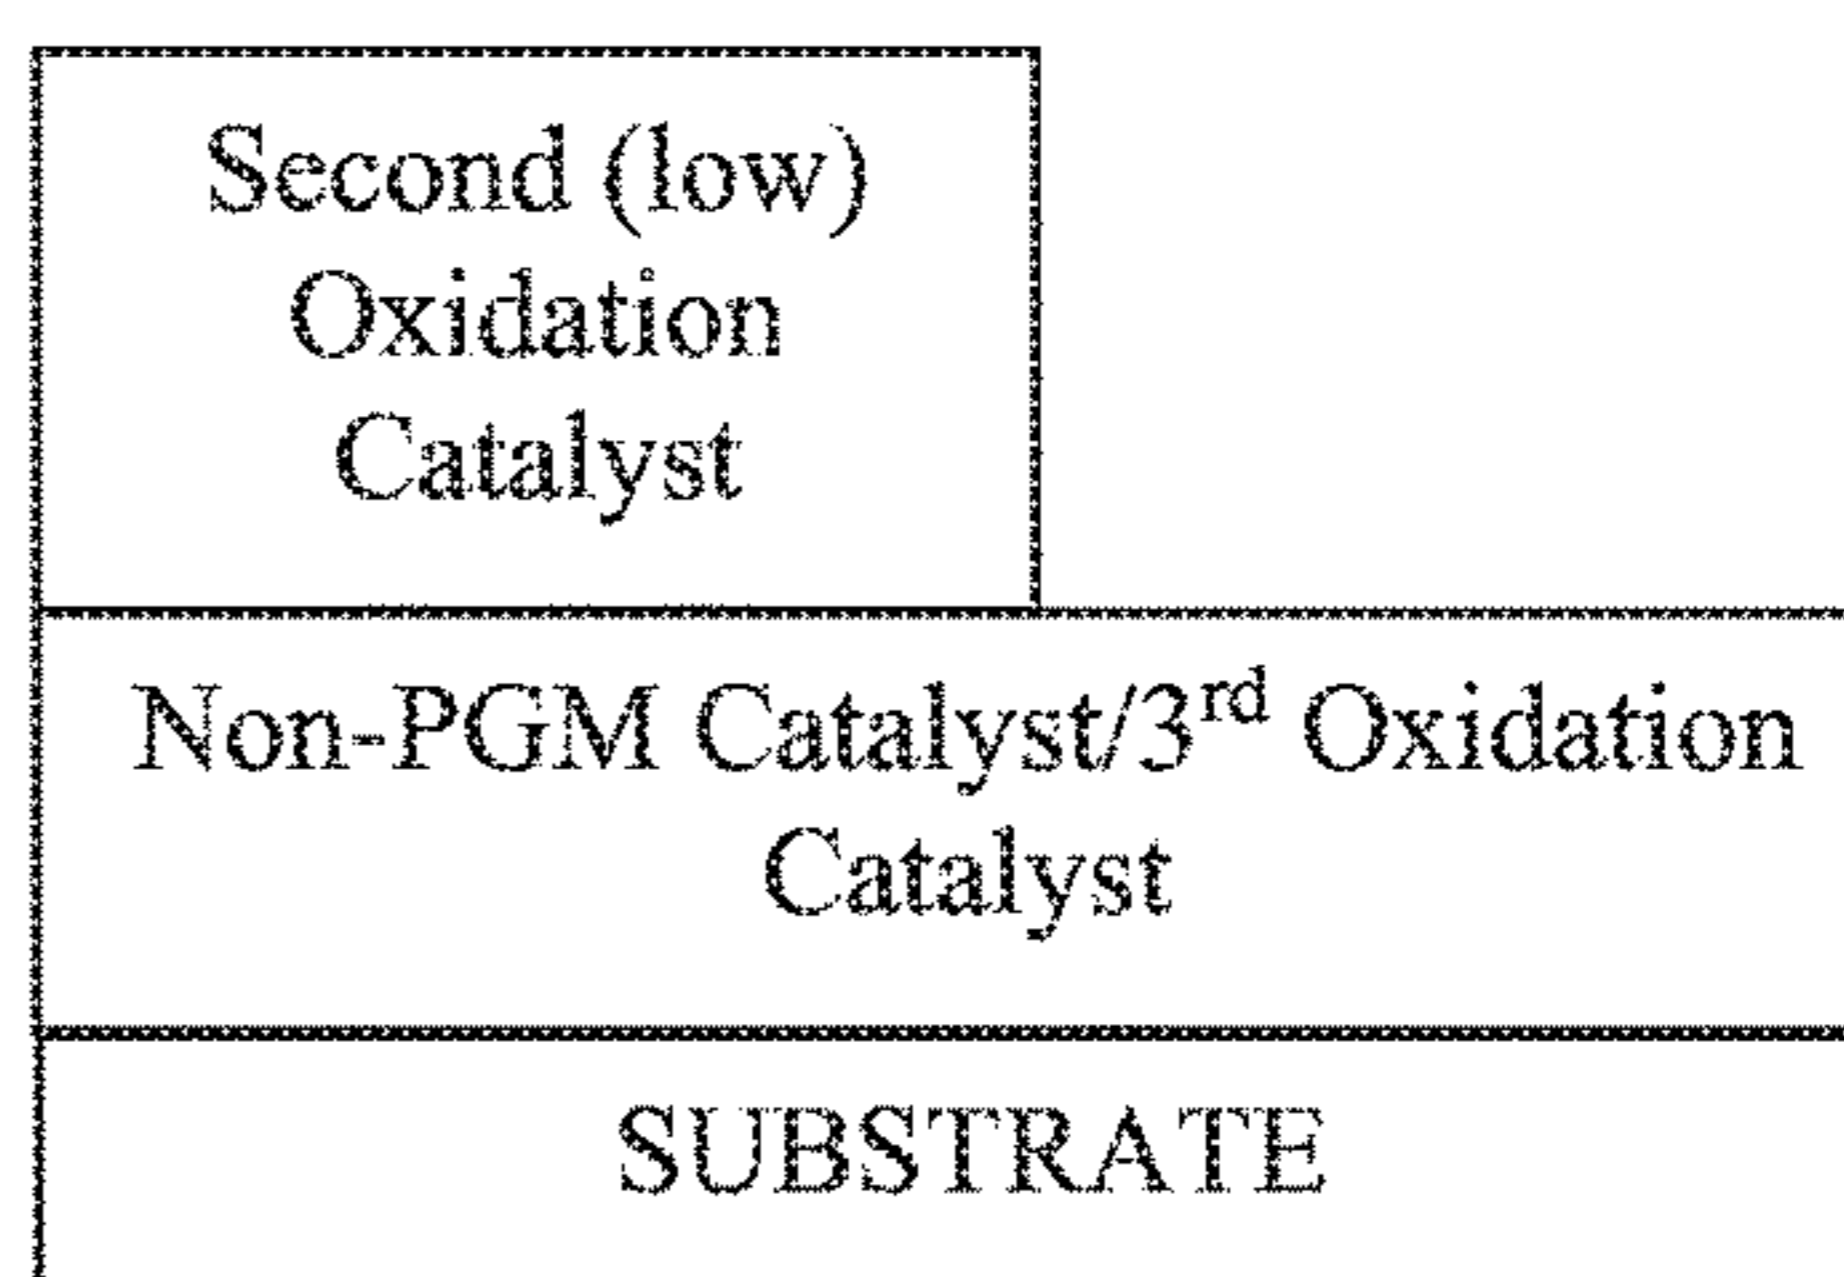 Second (low)
Oxidation
Catalyst
Non-PGM Catalyst/3rd Oxidation
Catalyst
SUBSTRATE